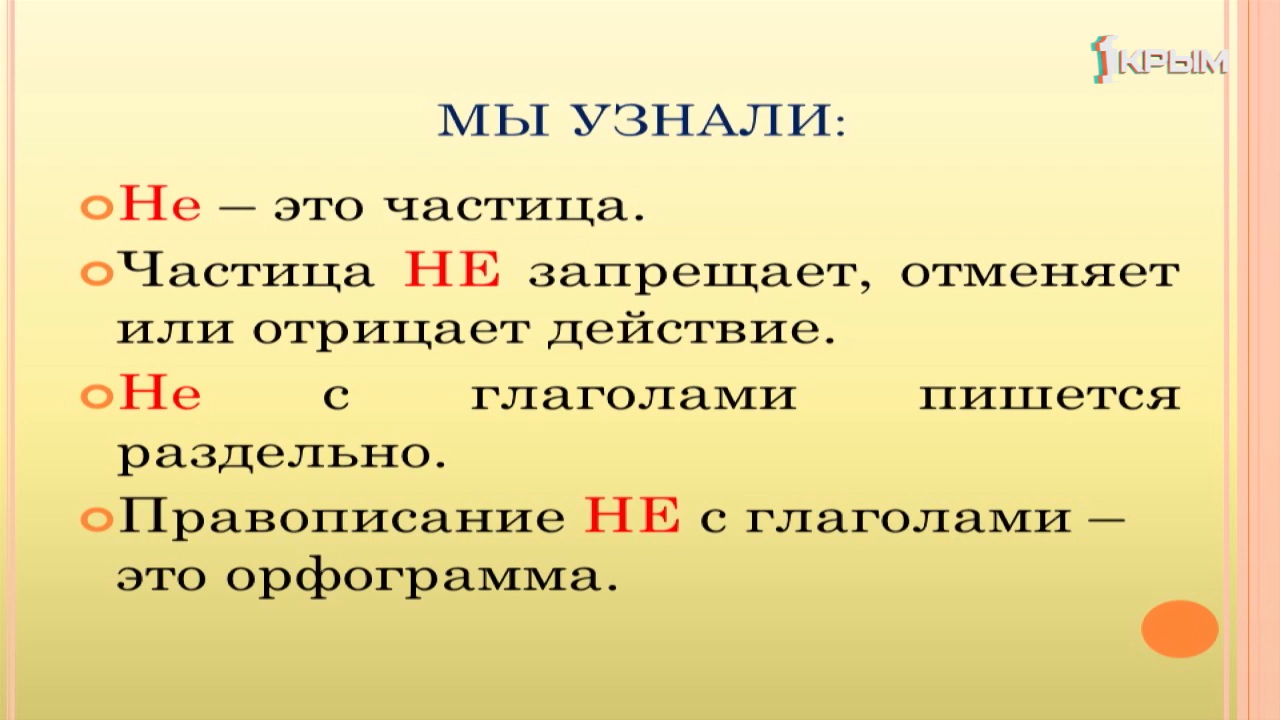 1 КРЫМ
МЫ УЗНАЛИ:
Не – это частица.
Частица НЕ запрещает, отменяет
или отрицает действие.
Не с глаголами пишется
раздельно.
Правописание НЕ с глаголами –
это орфограмма.